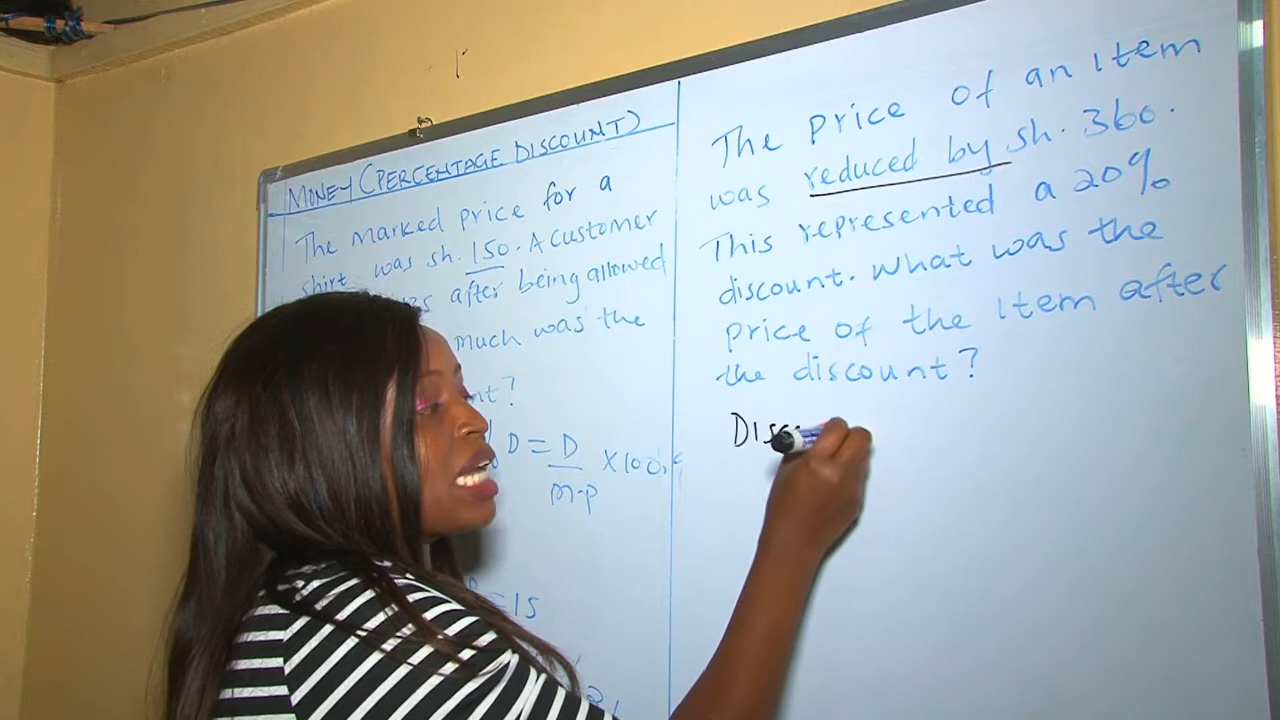 MONEY (PERCENTAGE DISCOUNT)
The marked price for a
shirt was sh. 150. A customer
after being allowed
much was the
D = D/m.p × 100
= 15
The price of an item
was reduced by sh. 360.
This represented a 20%
discount. What was the
price of the item after
the discount?
Disc